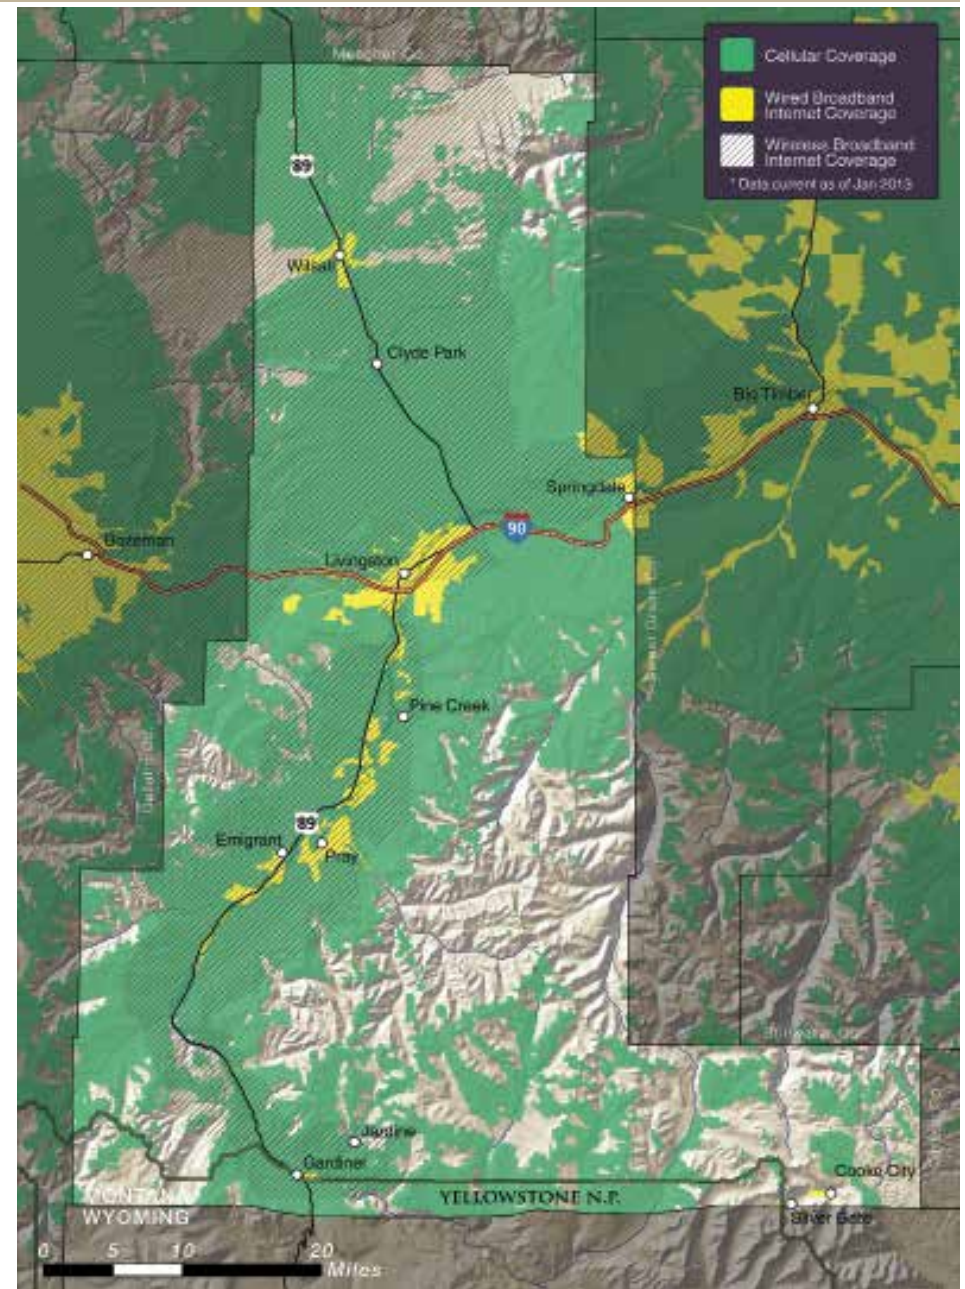 Meagher Co.
Cellular Coverage
Wired Broadband
Internet Coverage
Wireless Broadband
Internet Coverage
* Data current as of Jan 2013
89
Wilsall
Clyde Park
Big Timber
Springdale
90
Bozeman
Livingston
Pine Creek
89
Emigrant
Pray
Jardine
Gardiner
Cooke City
YELLOWSTONE N.P.
MONTANA
WYOMING
Silver Gate
0 5 10 20
Miles